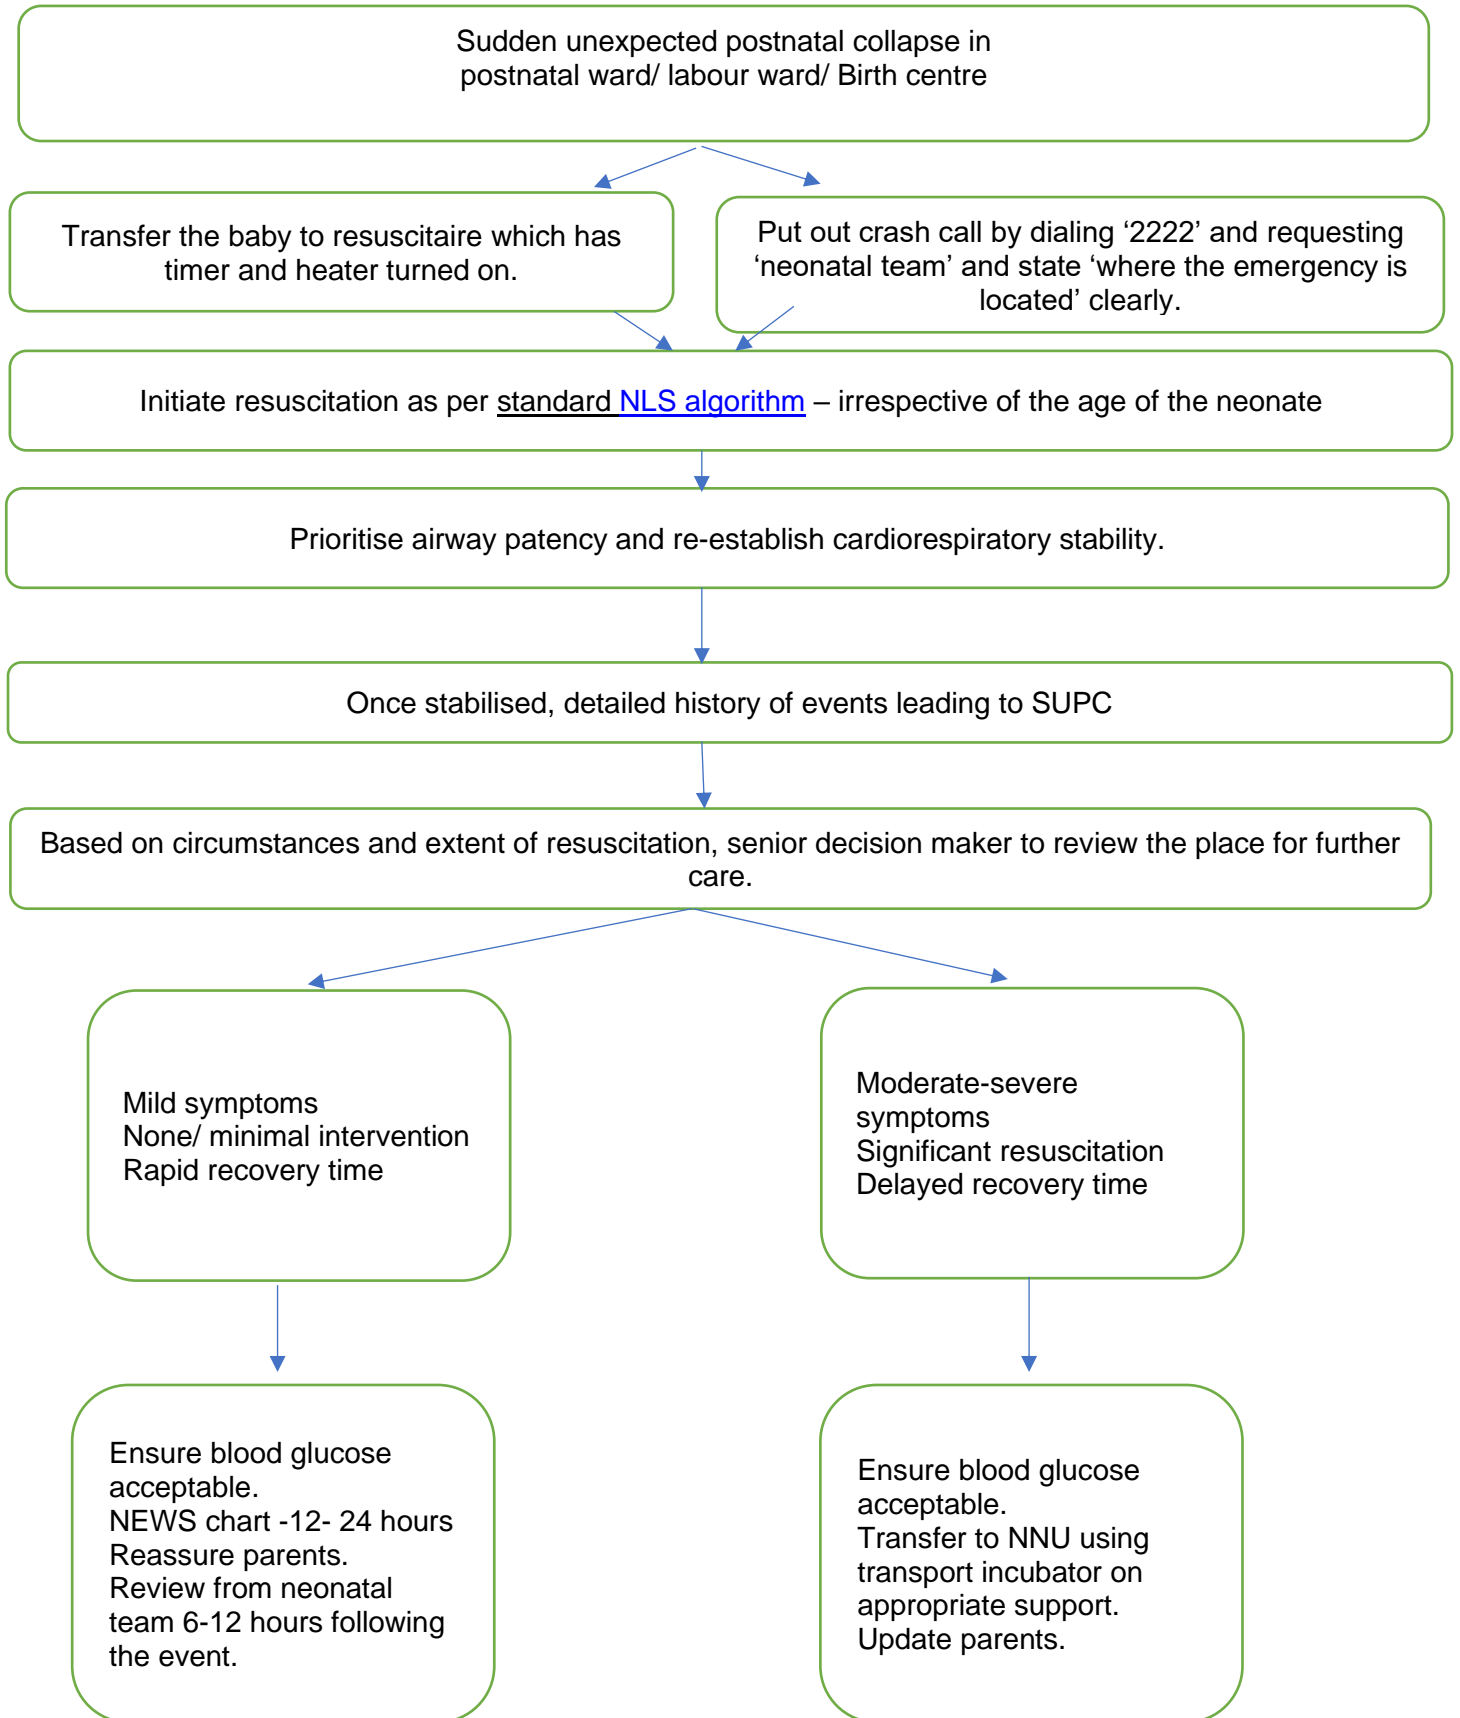 Sudden unexpected postnatal collapse in
postnatal ward/ labour ward/ Birth centre
Transfer the baby to resuscitaire which has
timer and heater turned on.
Put out crash call by dialing ‘2222’ and requesting
‘neonatal team’ and state ‘where the emergency is
located’ clearly.
Initiate resuscitation as per standard NLS algorithm – irrespective of the age of the neonate
Prioritise airway patency and re-establish cardiorespiratory stability.
Once stabilised, detailed history of events leading to SUPC
Based on circumstances and extent of resuscitation, senior decision maker to review the place for further
care.
Mild symptoms
None/ minimal intervention
Rapid recovery time
Moderate-severe
symptoms
Significant resuscitation
Delayed recovery time
Ensure blood glucose
acceptable.
NEWS chart -12- 24 hours
Reassure parents.
Review from neonatal
team 6-12 hours following
the event.
Ensure blood glucose
acceptable.
Transfer to NNU using
transport incubator on
appropriate support.
Update parents.